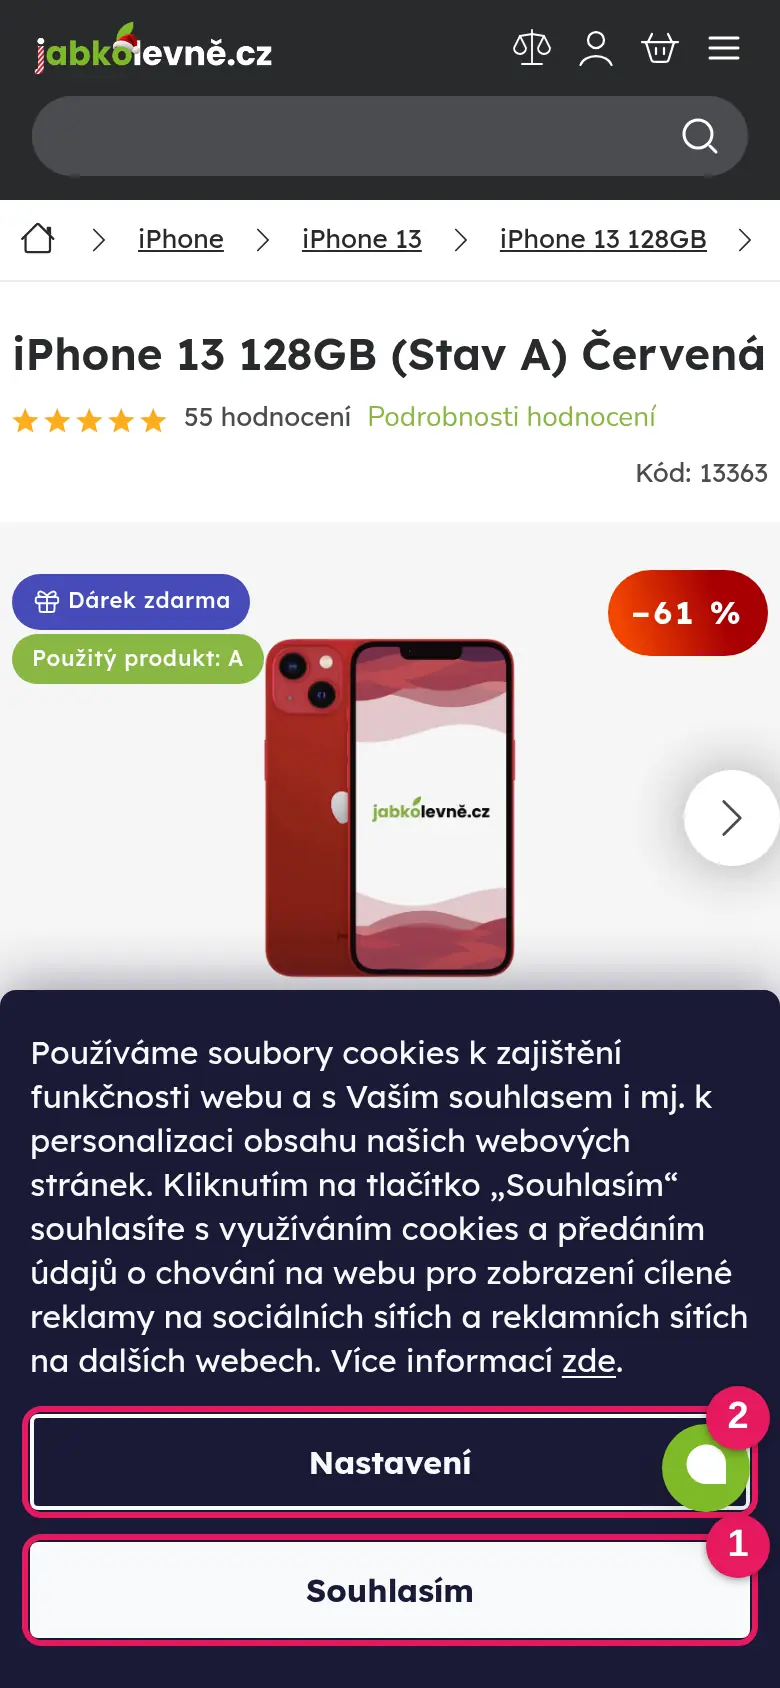 jabkolevně.cz
iPhone
iPhone 13
iPhone 13 128GB
iPhone 13 128GB (Stav A) Červená
55 hodnocení Podrobnosti hodnocení
Kód: 13363
Dárek zdarma
-61 %
Použitý produkt: A
jabkolevně.cz
Používáme soubory cookies k zajištění
funkčnosti webu a s Vaším souhlasem i mj. k
personalizaci obsahu našich webových
stránek. Kliknutím na tlačítko „Souhlasím“
souhlasíte s využíváním cookies a předáním
údajů o chování na webu pro zobrazení cílené
reklamy na sociálních sítích a reklamních sítích
na dalších webech. Více informací zde.
2
Nastavení
1
Souhlasím